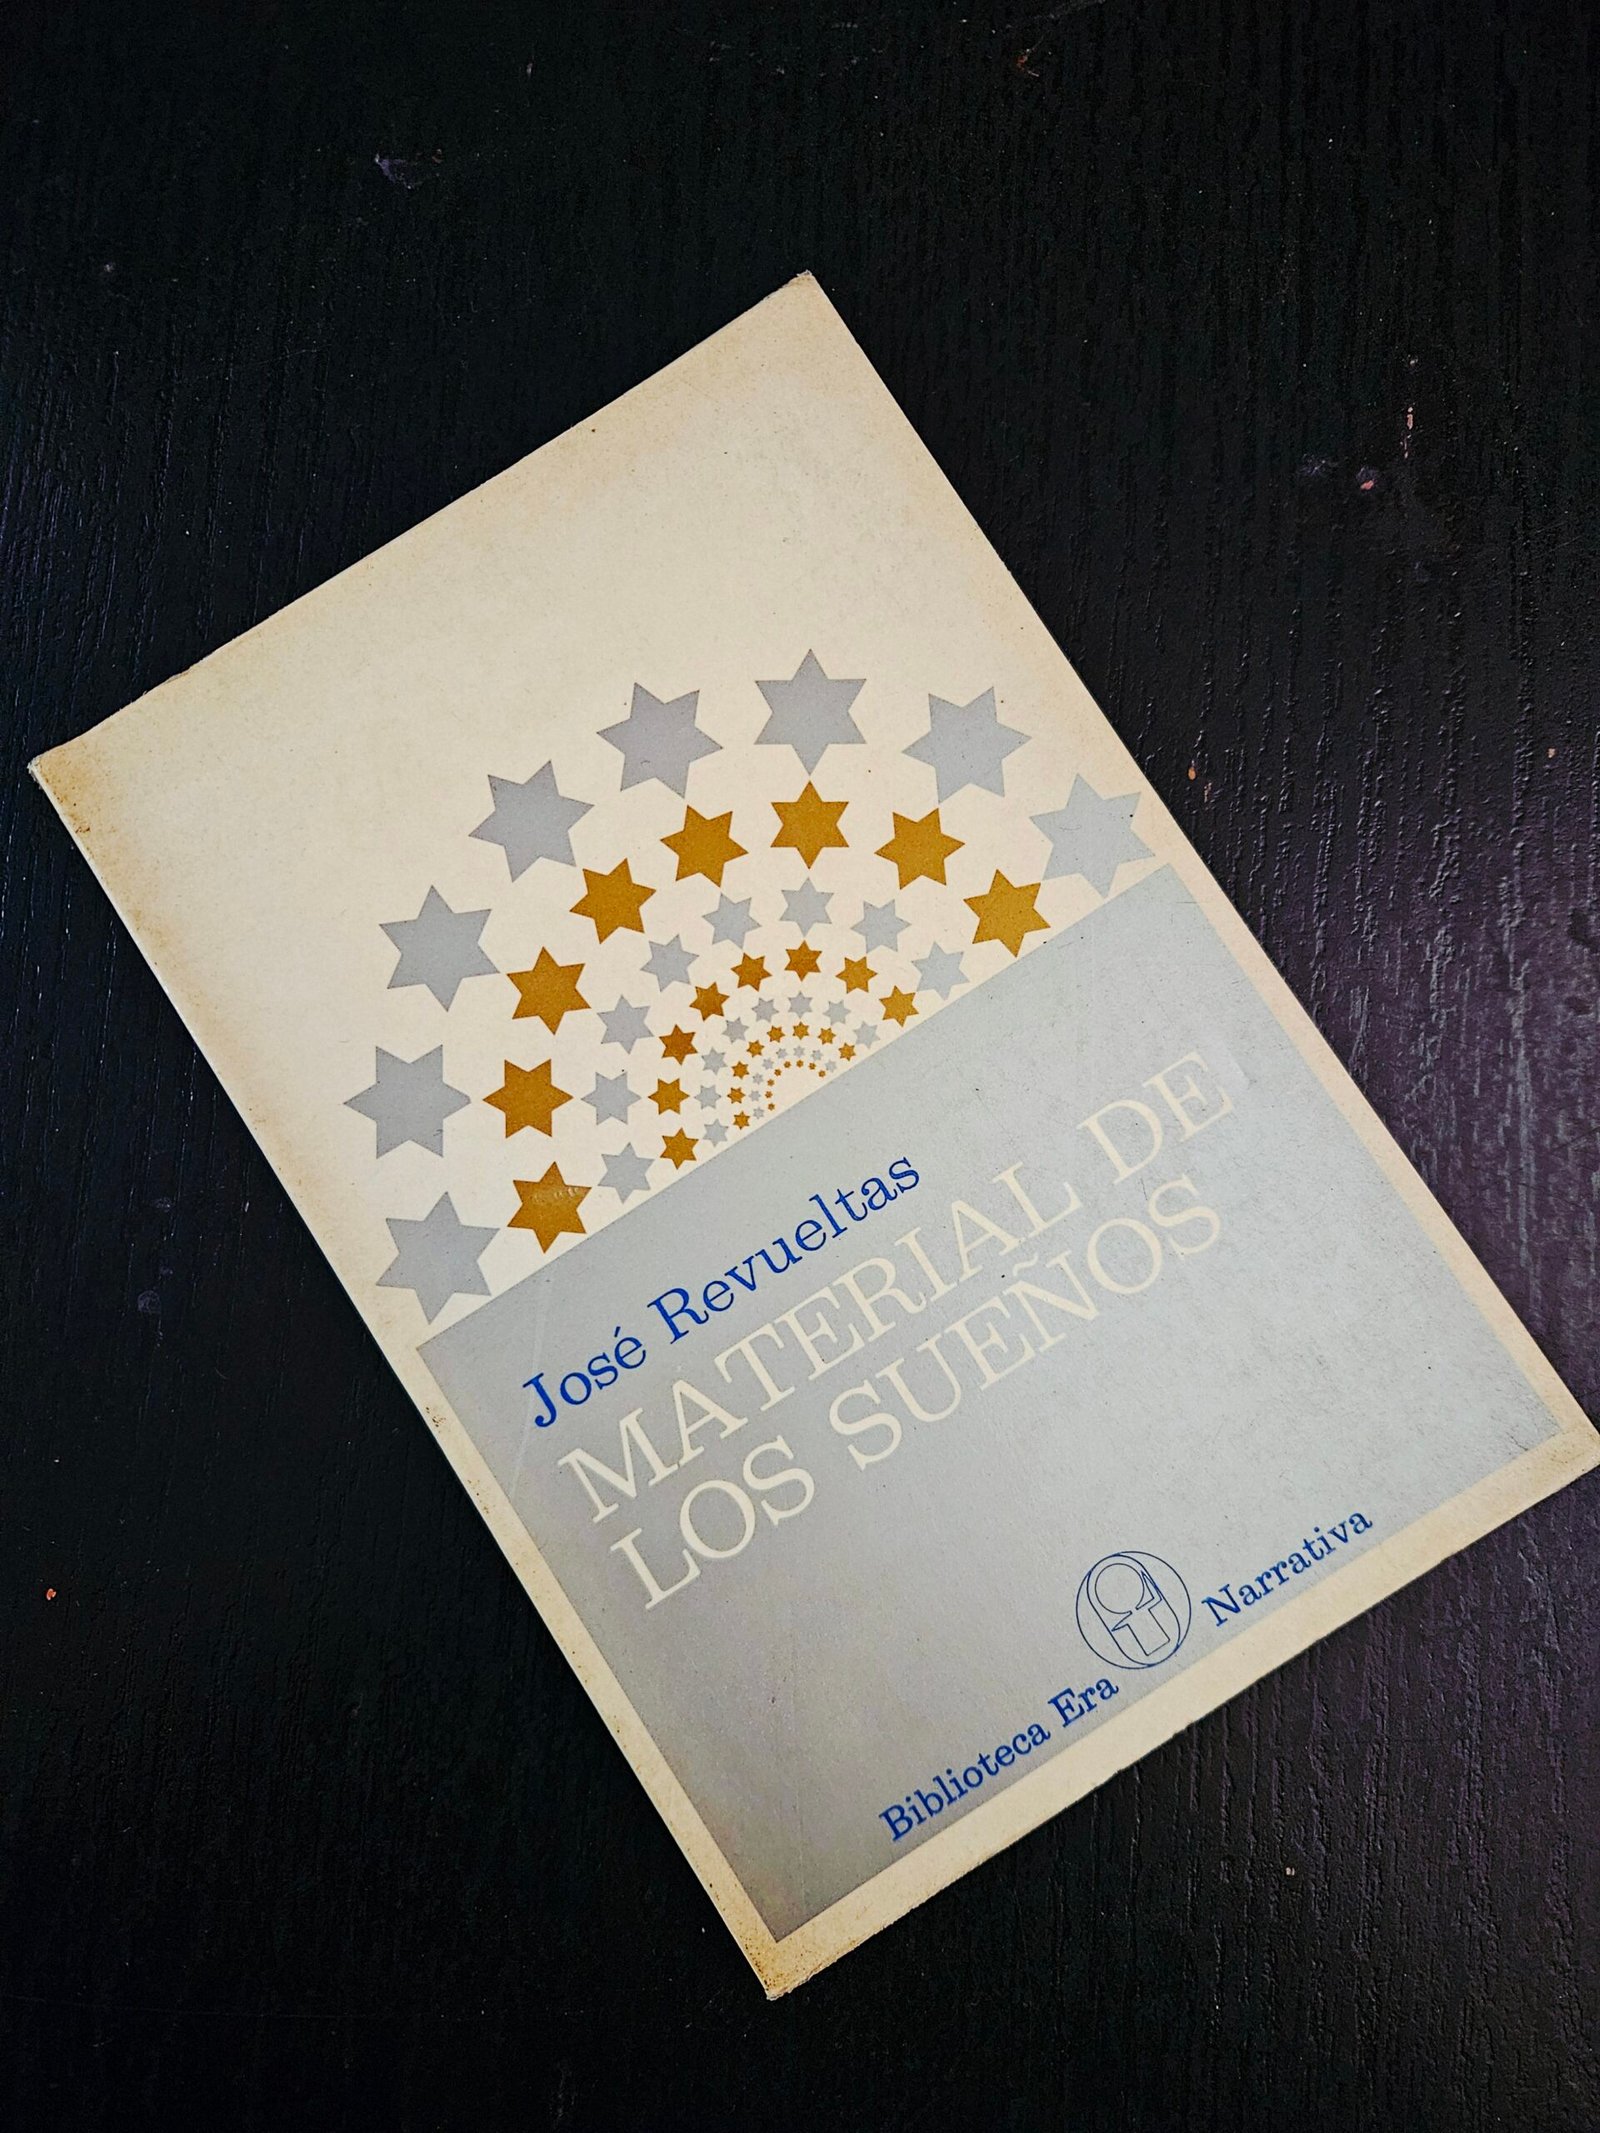 José Revueltas
MATERIAL DE
LOS SUEÑOS
Biblioteca Era Narrativa